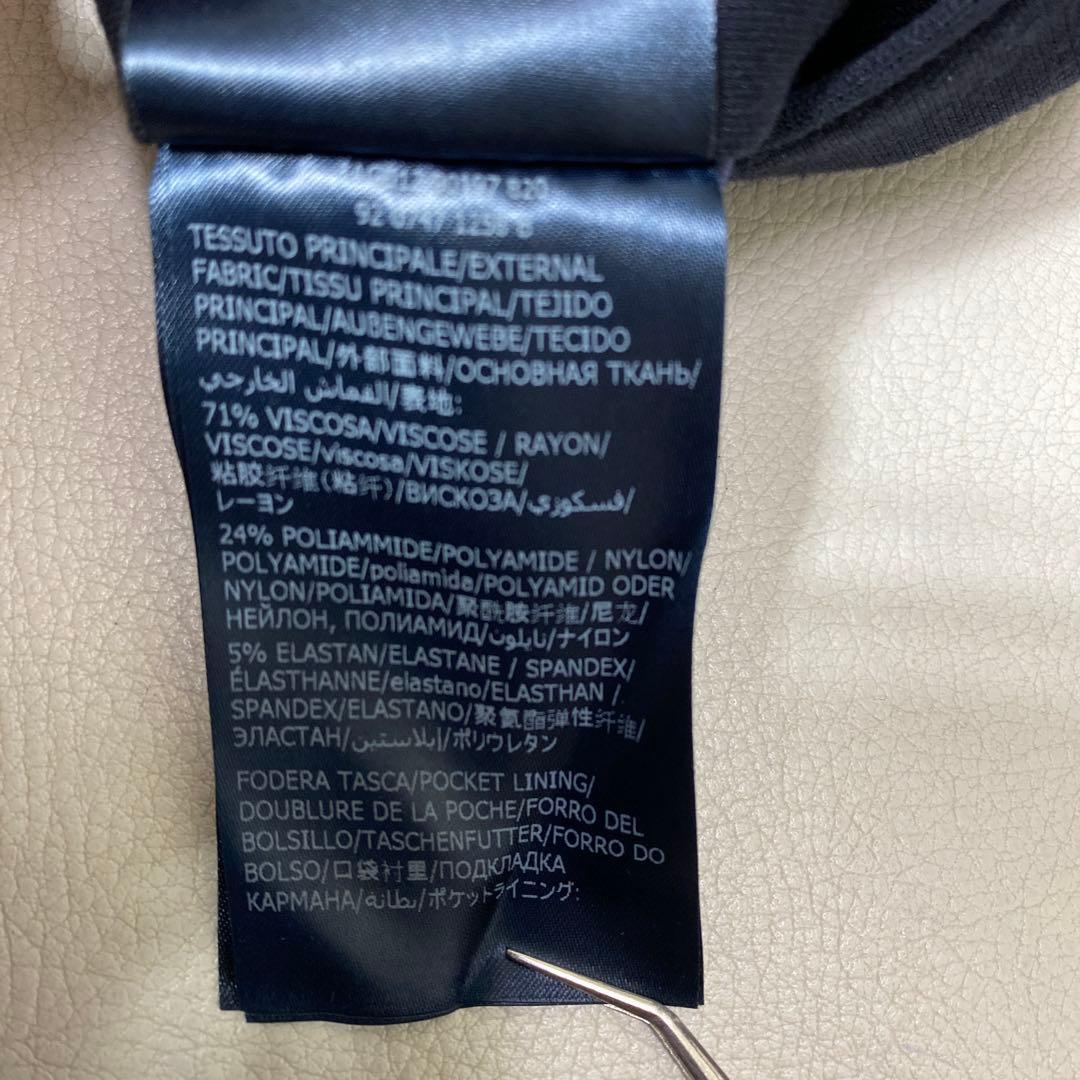 92 0747 1258 6
TESSUTO PRINCIPALE/EXTERNAL
FABRIC/TISSU PRINCIPAL/TEJIDO
PRINCIPAL/AUßENGEWEBE/TECIDO
PRINCIPAL/外部面料/ОСНОВНАЯ ТКАНЬ/
القماش الخارجي/表地:
71% VISCOSA/VISCOSE / RAYON/
VISCOSE/viscosa/VISKOSE/
粘胶纤维(粘纤)/ВИСКОЗА/فسكوزي/
レーヨン
24% POLIAMMIDE/POLYAMIDE / NYLON/
POLYAMIDE/poliamida/POLYAMID ODER
NYLON/POLIAMIDA/聚酰胺纤维/尼龙/
НЕЙЛОН, ПОЛИАМИД/نايلون/ナイロン
5% ELASTAN/ELASTANE / SPANDEX/
ÉLASTHANNE/elastano/ELASTHAN /
SPANDEX/ELASTANO/聚氨酯弹性纤维/
ЭЛАСТАН/إيلاستين/ポリウレタン
FODERA TASCA/POCKET LINING/
DOUBLURE DE LA POCHE/FORRO DEL
BOLSILLO/TASCHENFUTTER/FORRO DO
BOLSO/口袋衬里/ПОДКЛАДКА
КАРМАНА/بطانة/ポケットライニング: